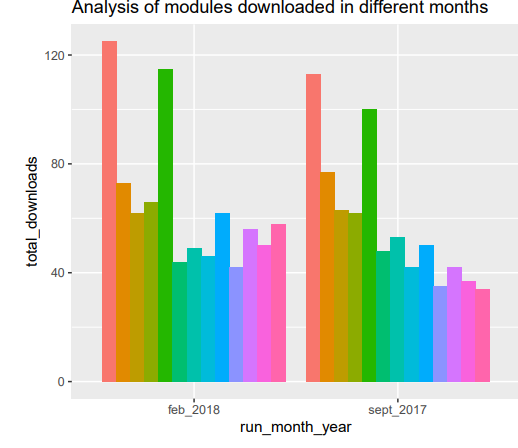 Analysis of modules downloaded in different months
total_downloads
120
80
40
0
feb_2018 sept_2017
run_month_year